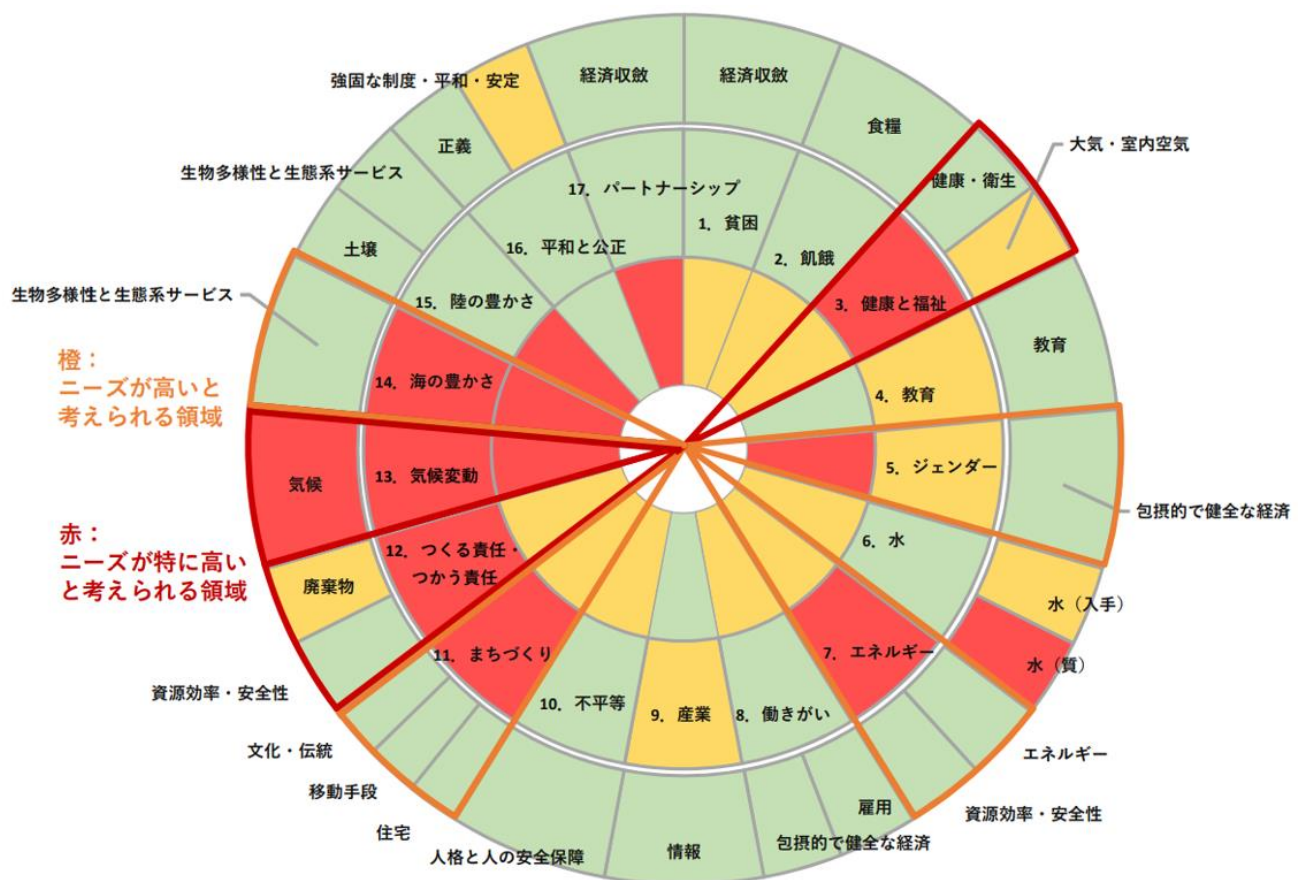 経済収斂
経済収斂
強固な制度・平和・安定
食糧
正義
大気・室内空気
生物多様性と生態系サービス
健康・衛生
17. パートナーシップ
1. 貧困
土壌
16. 平和と公正
2. 飢餓
生物多様性と生態系サービス
15. 陸の豊かさ
3. 健康と福祉
教育
橙：
ニーズが高いと
考えられる領域
14. 海の豊かさ
4. 教育
気候
13. 気候変動
5. ジェンダー
包摂的で健全な経済
赤：
ニーズが特に高い
と考えられる領域
12. つくる責任・
つかう責任
6. 水
廃棄物
水（入手）
11. まちづくり
7. エネルギー
水（質）
資源効率・安全性
10. 不平等
9. 産業
8. 働きがい
文化・伝統
エネルギー
移動手段
資源効率・安全性
雇用
住宅
包摂的で健全な経済
人格と人の安全保障
情報